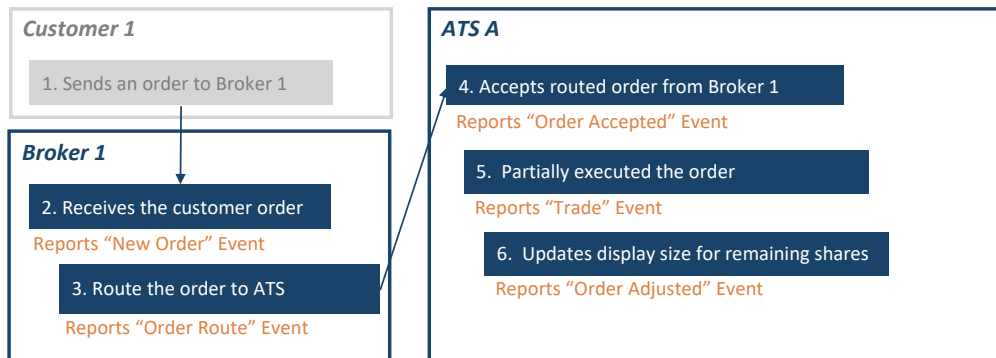 Customer 1
1. Sends an order to Broker 1
Broker 1
2. Receives the customer order
Reports “New Order” Event
3. Route the order to ATS
Reports “Order Route” Event
ATS A
4. Accepts routed order from Broker 1
Reports “Order Accepted” Event
5. Partially executed the order
Reports “Trade” Event
6. Updates display size for remaining shares
Reports “Order Adjusted” Event